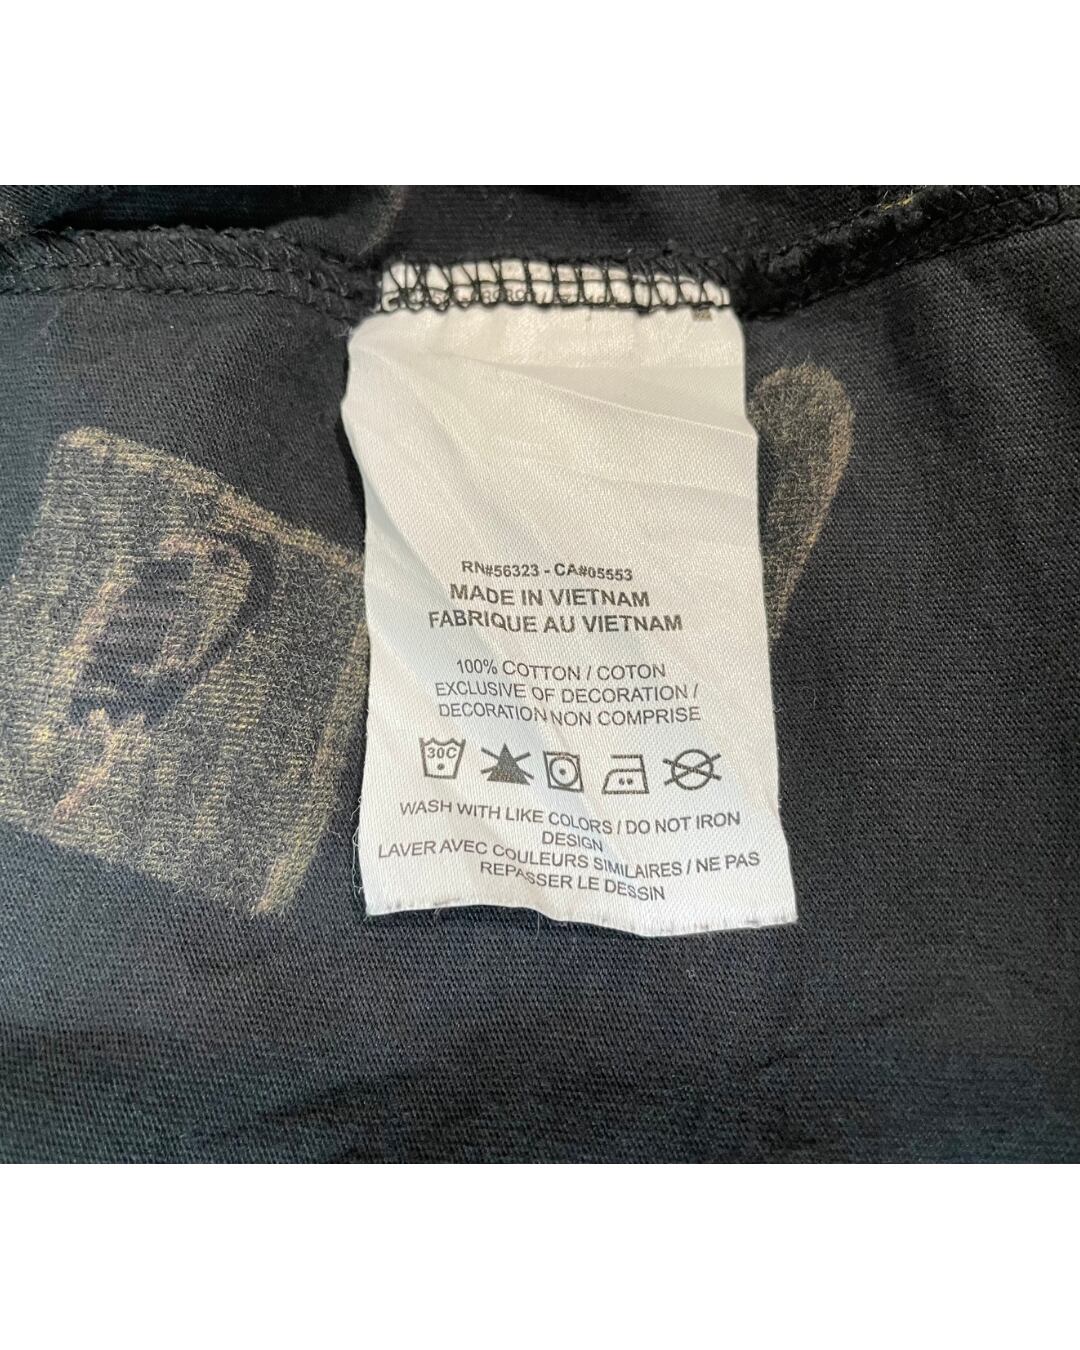 RN#56323 - CA#05553
MADE IN VIETNAM
FABRIQUE AU VIETNAM
100% COTTON / COTON
EXCLUSIVE OF DECORATION /
DECORATION NON COMPRISE
30C
WASH WITH LIKE COLORS / DO NOT IRON
DESIGN
LAVER AVEC COULEURS SIMILAIRES / NE PAS
REPASSER LE DESSIN